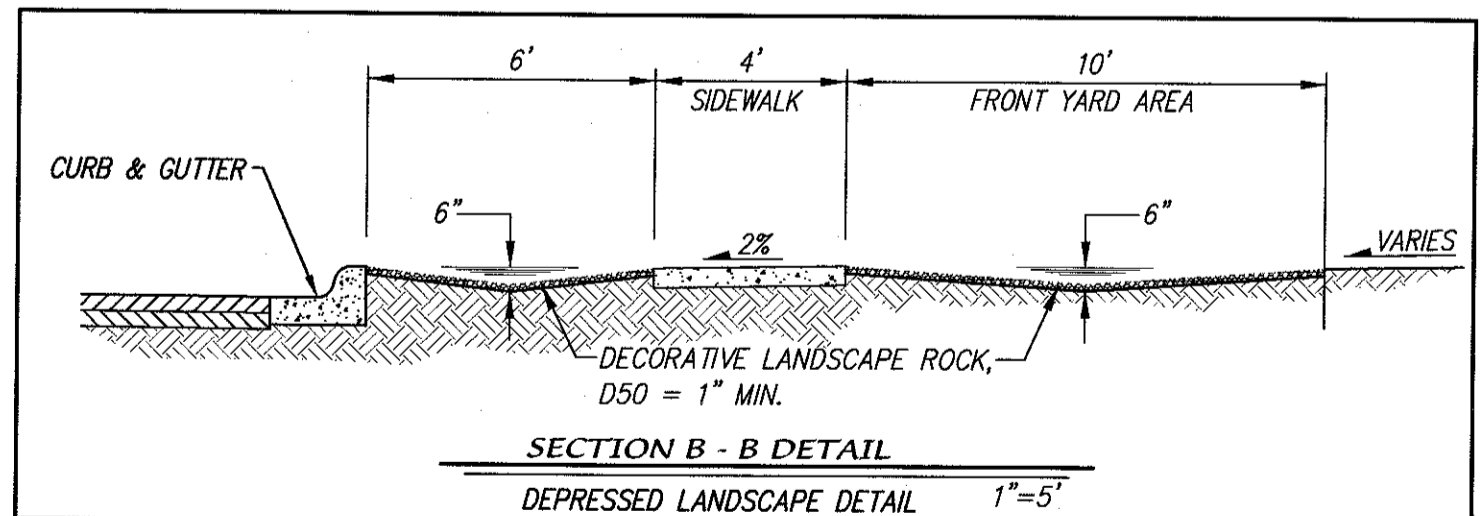 6' 4' 10'
SIDEWALK FRONT YARD AREA
CURB & GUTTER
6" 6"
2% VARIES
DECORATIVE LANDSCAPE ROCK,
D50 = 1" MIN.
SECTION B - B DETAIL
DEPRESSED LANDSCAPE DETAIL 1"=5'